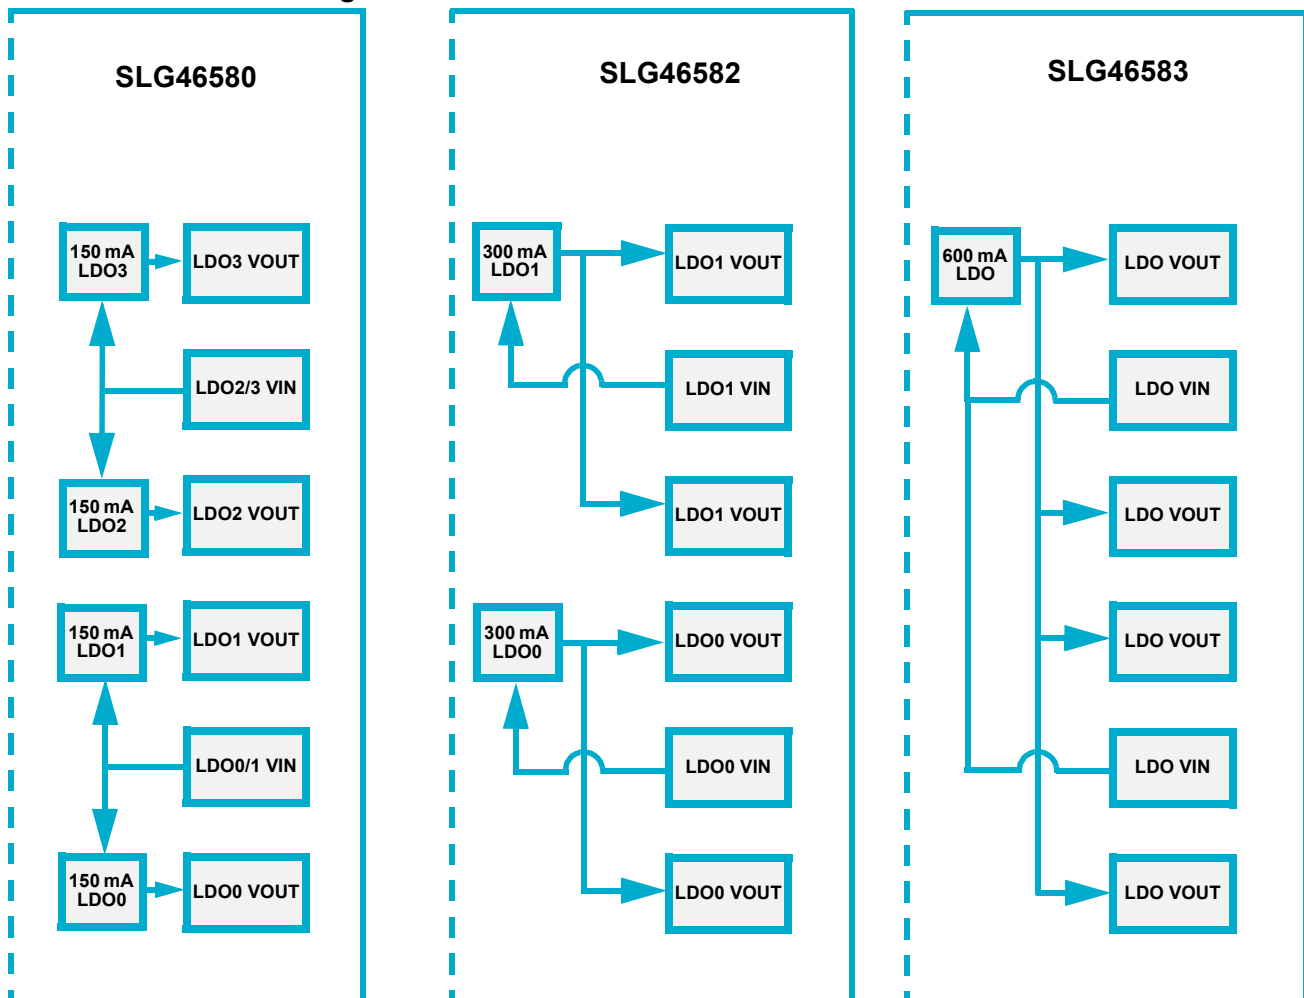 SLG46580
150 mA
LDO3
LDO3 VOUT
LDO2/3 VIN
150 mA
LDO2
LDO2 VOUT
150 mA
LDO1
LDO1 VOUT
LDO0/1 VIN
150 mA
LDO0
LDO0 VOUT
SLG46582
300 mA
LDO1
LDO1 VOUT
LDO1 VIN
LDO1 VOUT
300 mA
LDO0
LDO0 VOUT
LDO0 VIN
LDO0 VOUT
SLG46583
600 mA
LDO
LDO VOUT
LDO VIN
LDO VOUT
LDO VOUT
LDO VIN
LDO VOUT